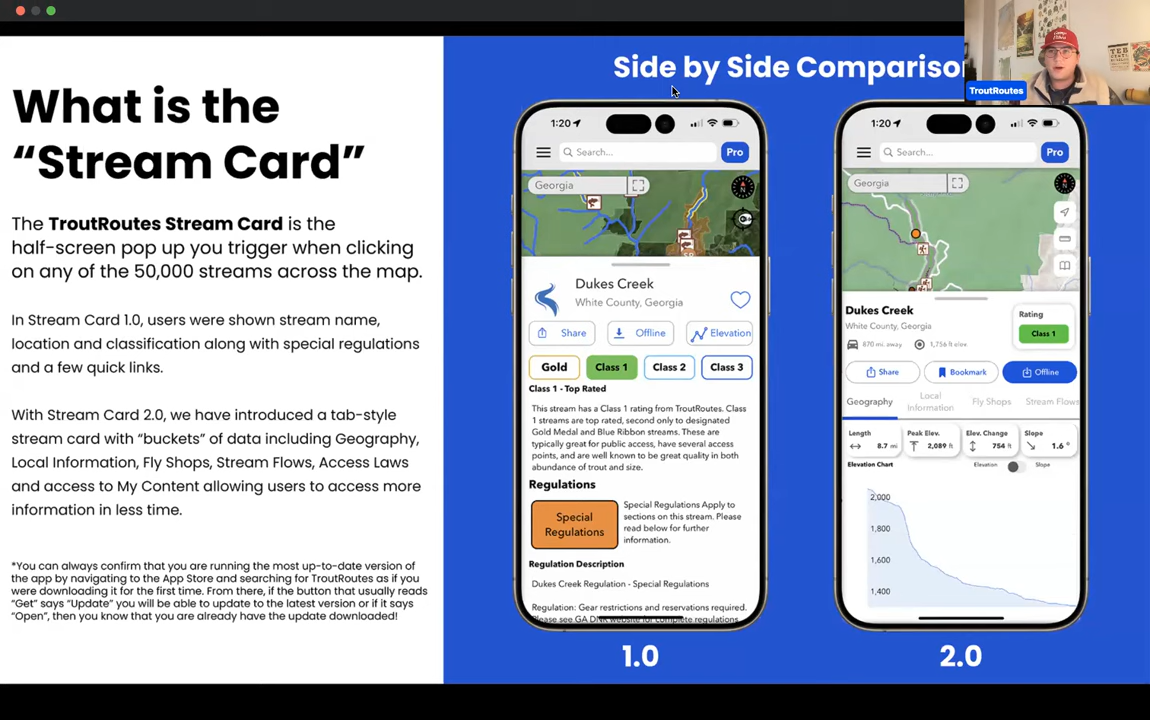 What is the
“Stream Card”
The TroutRoutes Stream Card is the
half-screen pop up you trigger when clicking
on any of the 50,000 streams across the map.
In Stream Card 1.0, users were shown stream name,
location and classification along with special regulations
and a few quick links.
With Stream Card 2.0, we have introduced a tab-style
stream card with “buckets” of data including Geography,
Local Information, Fly Shops, Stream Flows, Access Laws
and access to My Content allowing users to access more
information in less time.
*You can always confirm that you are running the most up-to-date version of
the app by navigating to the App Store and searching for TroutRoutes as if you
were downloading it for the first time. From there, if the button that usually reads
“Get” says “Update” you will be able to update to the latest version or if it says
“Open”, then you know that you are already have the update downloaded!
Side by Side Compariso
TroutRoutes
1:20
Search...
Pro
Georgia
Dukes Creek
White County, Georgia
Share
Offline
Elevation
Gold
Class 1
Class 2
Class 3
Class 1 - Top Rated
This stream has a Class 1 rating from TroutRoutes. Class
1 streams are top rated, second only to designated
Gold Medal and Blue Ribbon streams. These are
typically great for public access, have several access
points, and are well known to be great quality in both
abundance of trout and size.
Regulations
Special
Regulations
Special Regulations Apply to
sections on this stream. Please
read below for further
information.
Regulation Description
Dukes Creek Regulation - Special Regulations
Regulation: Gear restrictions and reservations required.
Please see GA DNR website for complete regulations
1.0
1:20
Search...
Pro
Georgia
Dukes Creek
White County, Georgia
870 mi. away
1,756 ft
Rating
Class 1
Share
Bookmark
Offline
Geography
Local
Information
Fly Shops
Stream Flows
Length
8.7 mi
Peak Elev.
2,089 ft
Elev. Change
754 ft
Slope
1.6 °
Elevation Chart
Elevation
Slope
2,000
1,800
1,600
1,400
2.0